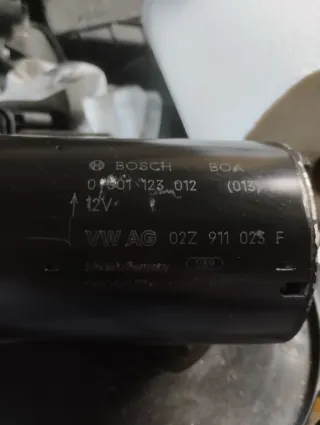 BOSCH BOA
0 001 123 012 (013)
12V
VW AG 02Z 911 023 F